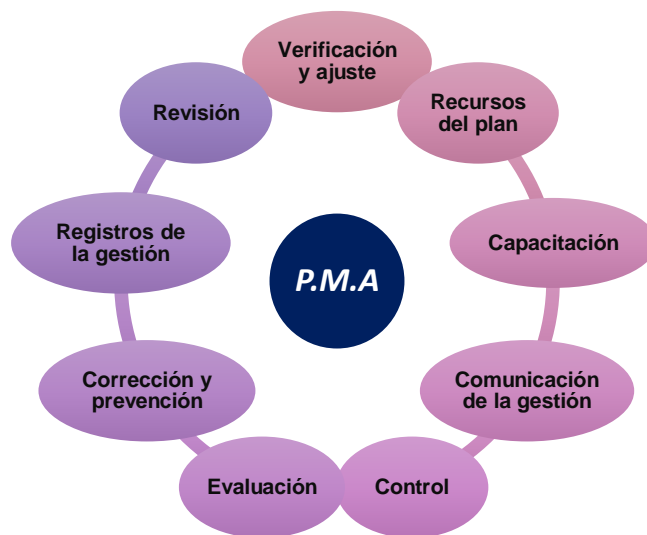 Verificación
y ajuste
Recursos
del plan
Capacitación
Comunicación
de la gestión
Control
Evaluación
Corrección y
prevención
Registros de
la gestión
Revisión
P.M.A